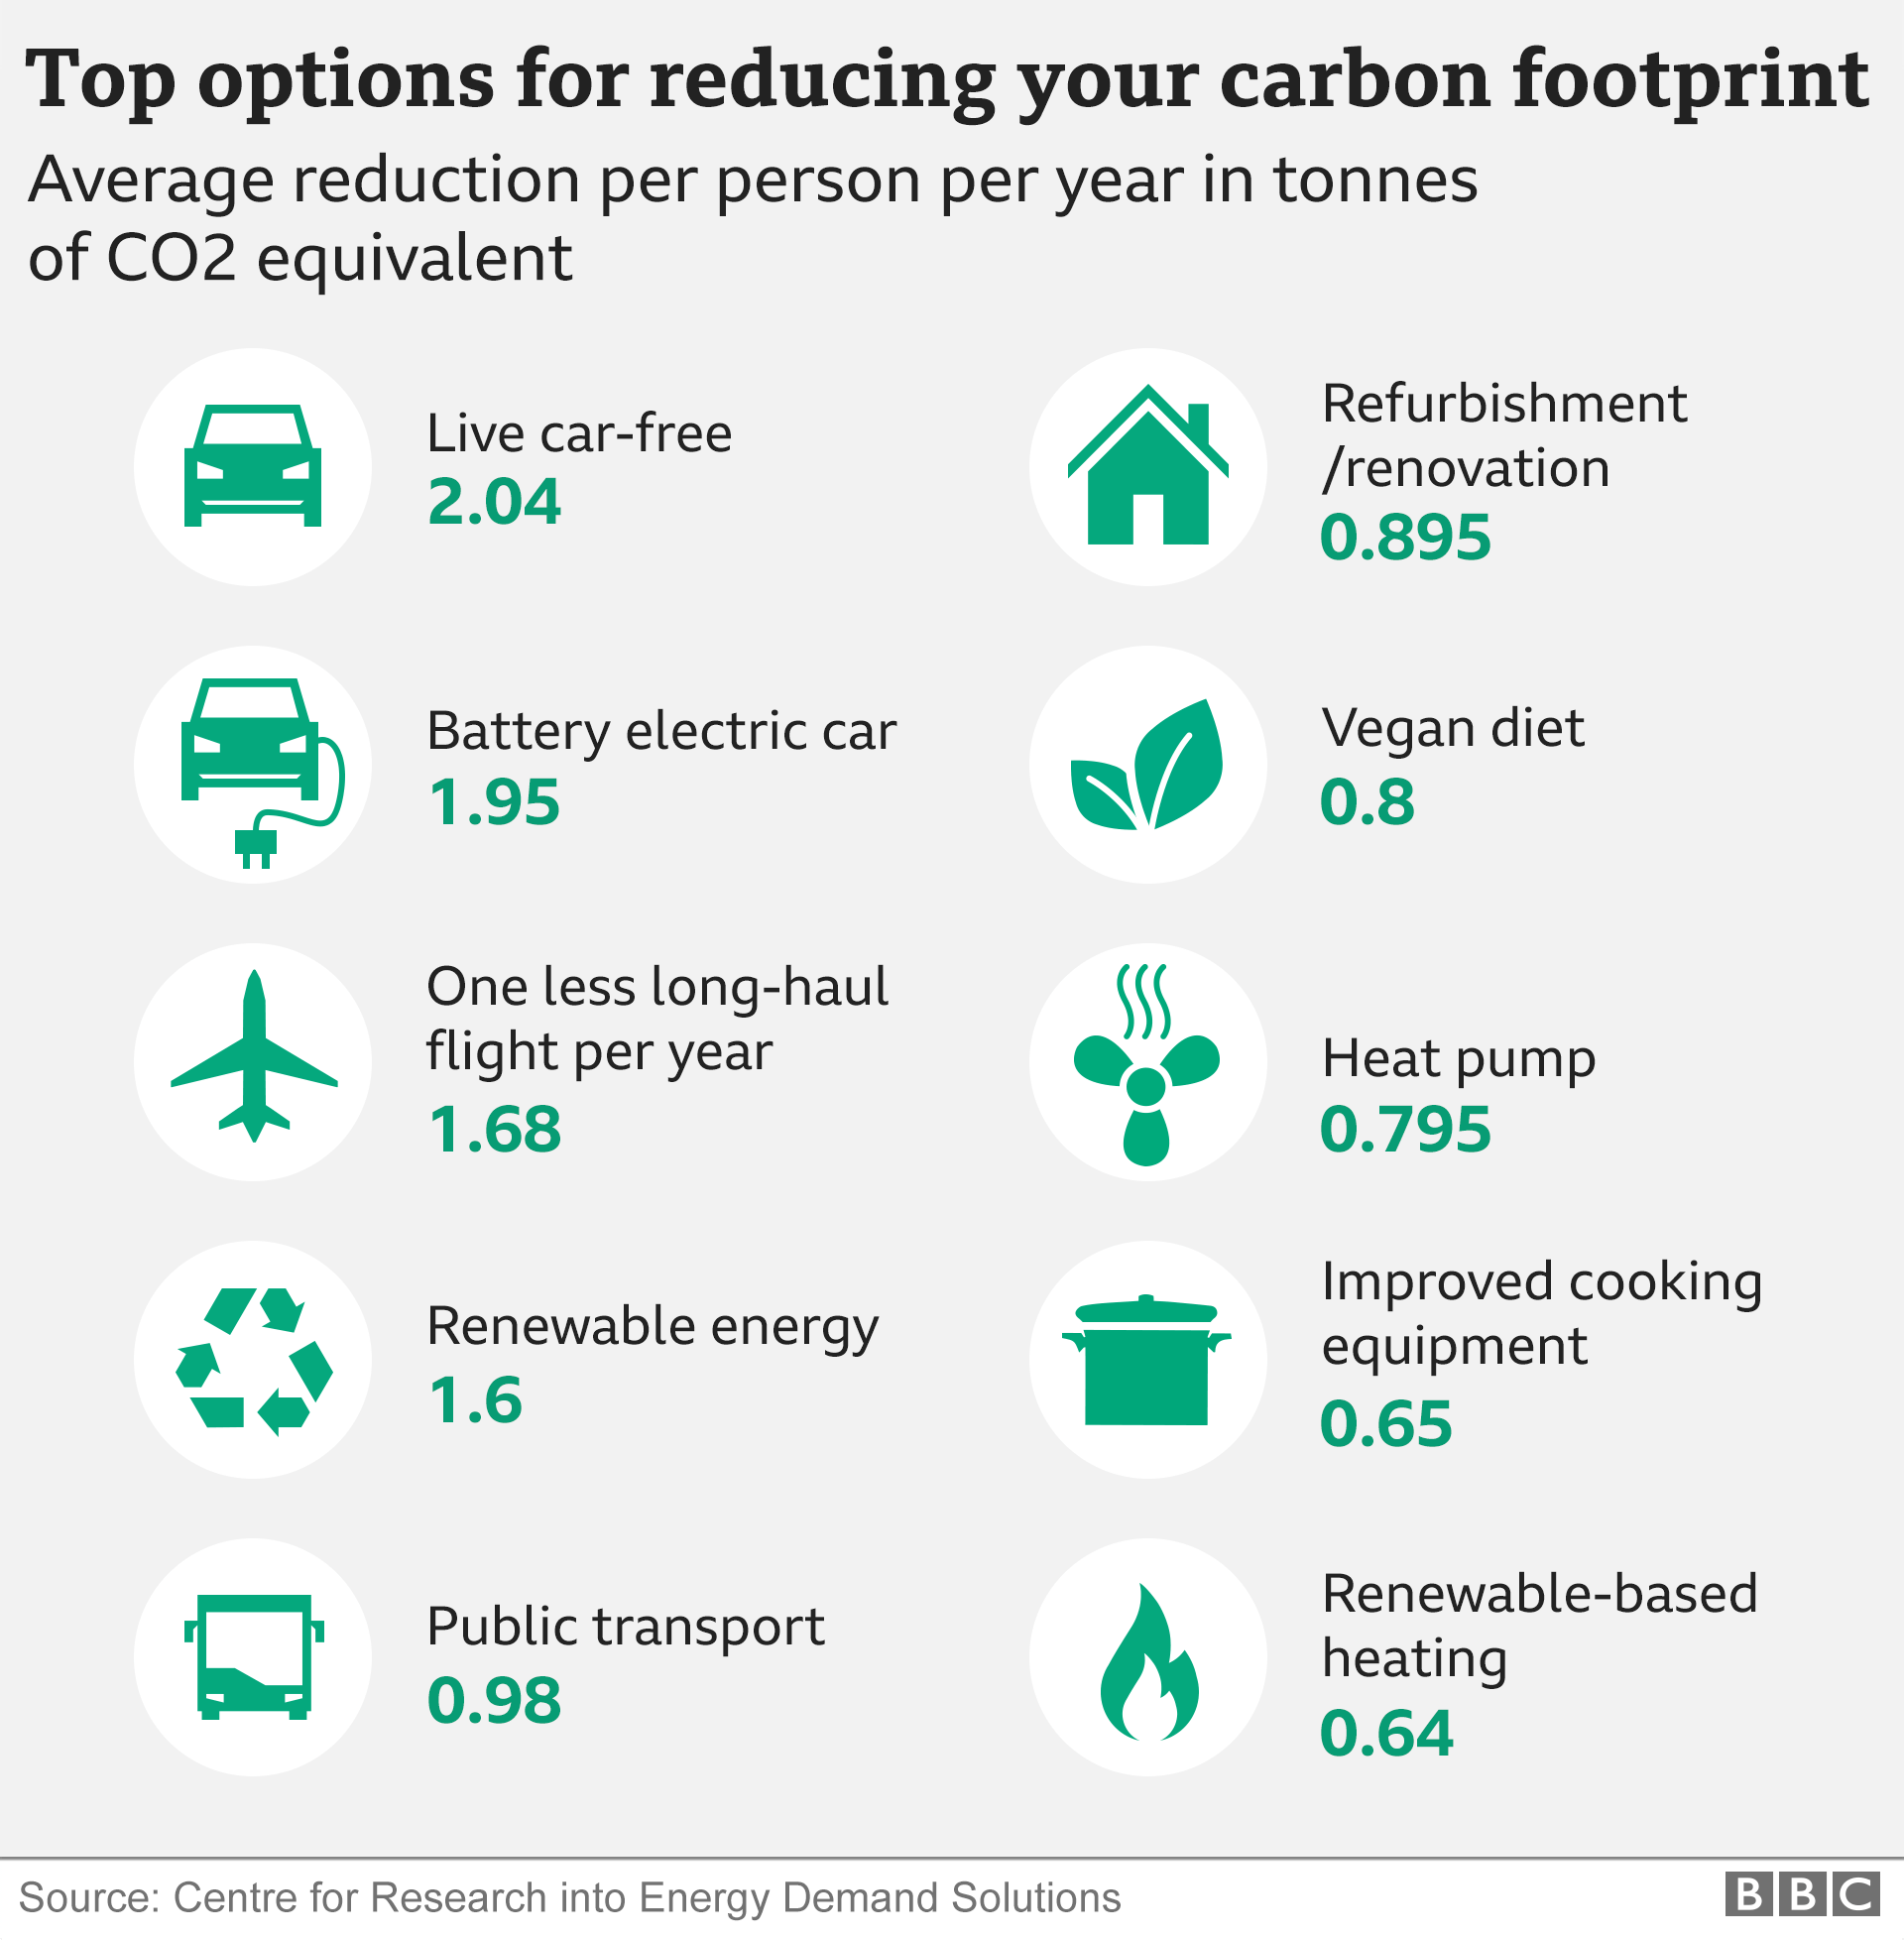 Top options for reducing your carbon footprint
Average reduction per person per year in tonnes
of CO2 equivalent
Live car-free
2.04
Battery electric car
1.95
One less long-haul
flight per year
1.68
Renewable energy
1.6
Public transport
0.98
Refurbishment
/renovation
0.895
Vegan diet
0.8
Heat pump
0.795
Improved cooking
equipment
0.65
Renewable-based
heating
0.64
Source: Centre for Research into Energy Demand Solutions
BBC